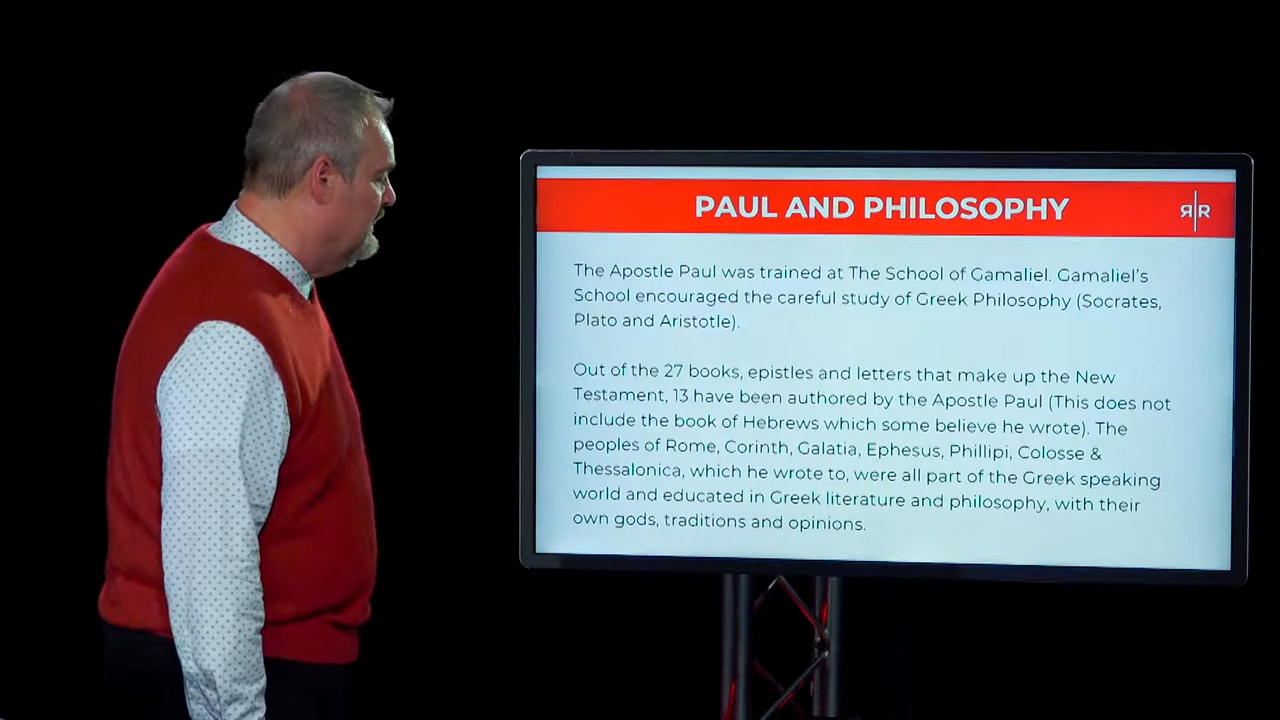 PAUL AND PHILOSOPHY
ЯR
The Apostle Paul was trained at The School of Gamaliel. Gamaliel's
School encouraged the careful study of Greek Philosophy (Socrates,
Plato and Aristotle).
Out of the 27 books, epistles and letters that make up the New
Testament, 13 have been authored by the Apostle Paul (This does not
include the book of Hebrews which some believe he wrote). The
peoples of Rome, Corinth, Galatia, Ephesus, Phillipi, Colosse &
Thessalonica, which he wrote to, were all part of the Greek speaking
world and educated in Greek literature and philosophy, with their
own gods, traditions and opinions.